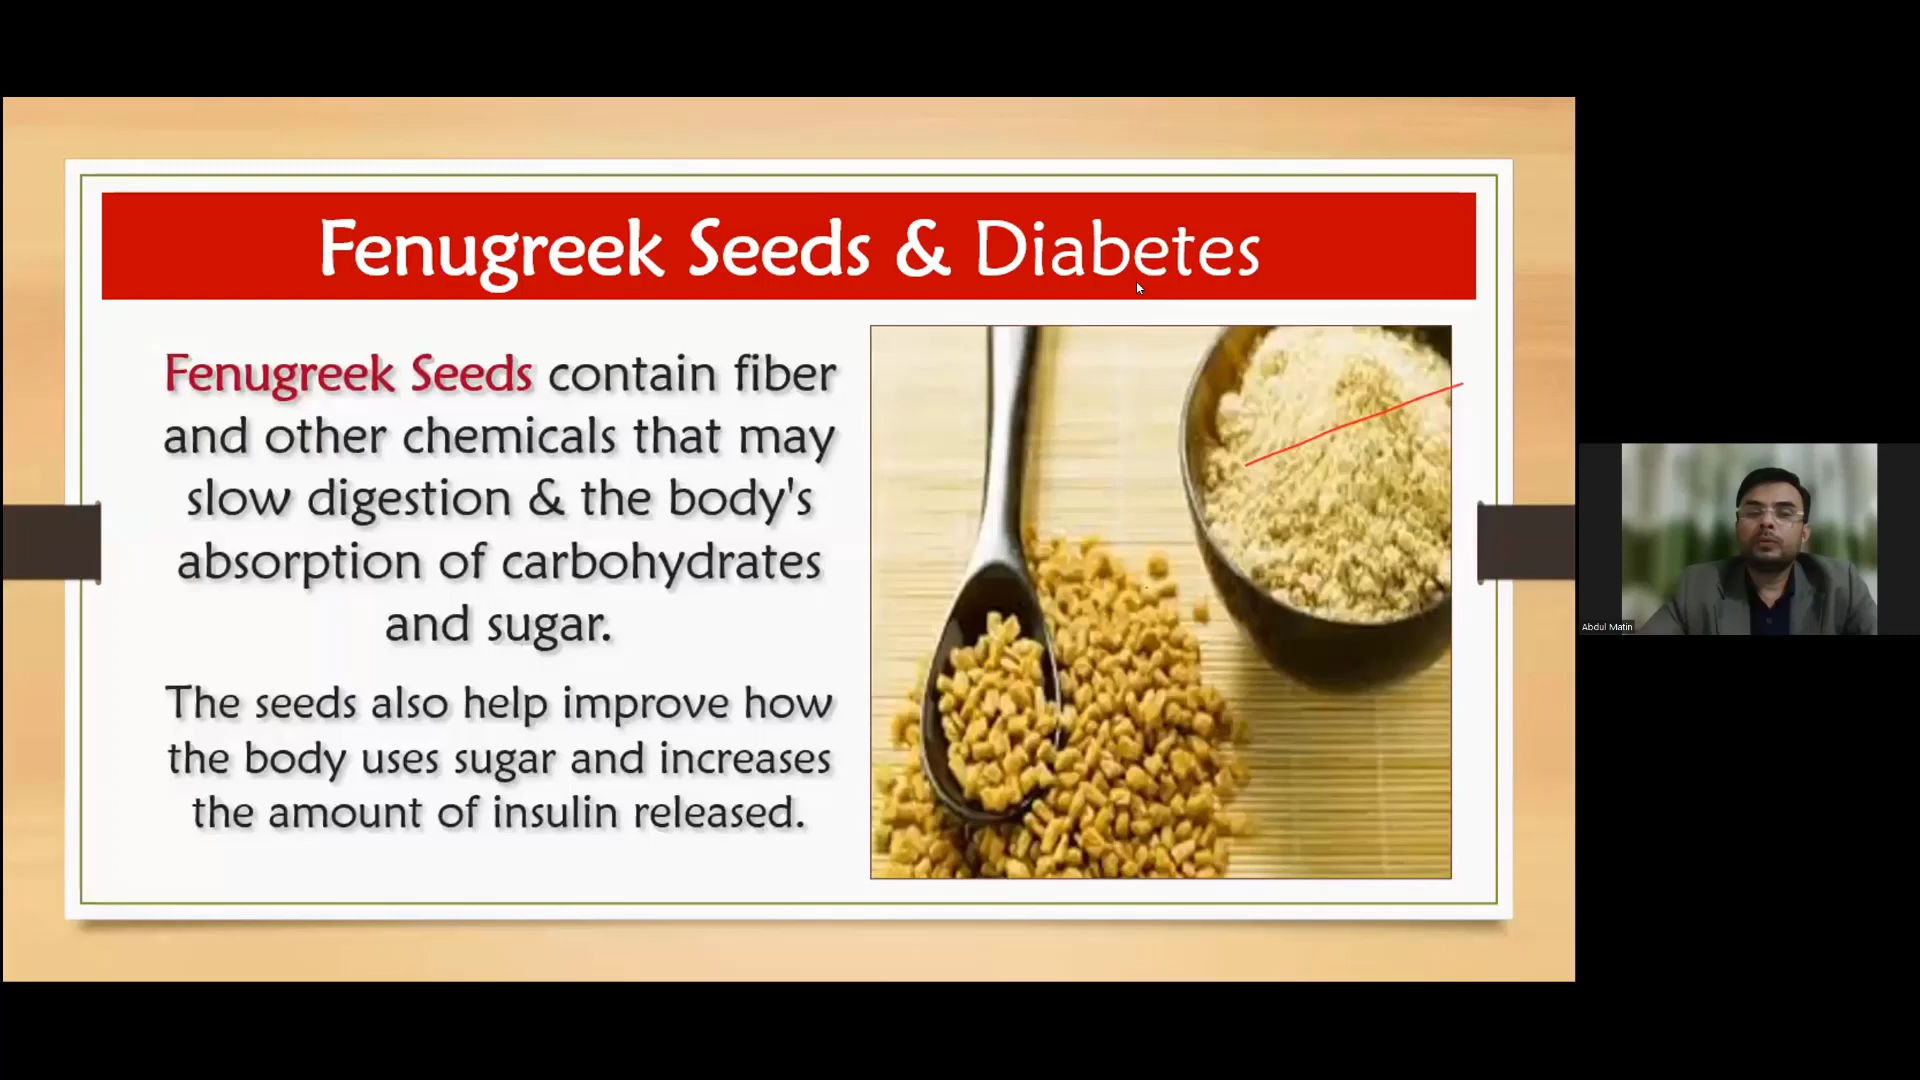 Fenugreek Seeds & Diabetes
Fenugreek Seeds contain fiber
and other chemicals that may
slow digestion & the body's
absorption of carbohydrates
and sugar.
The seeds also help improve how
the body uses sugar and increases
the amount of insulin released.
Abdul Matin